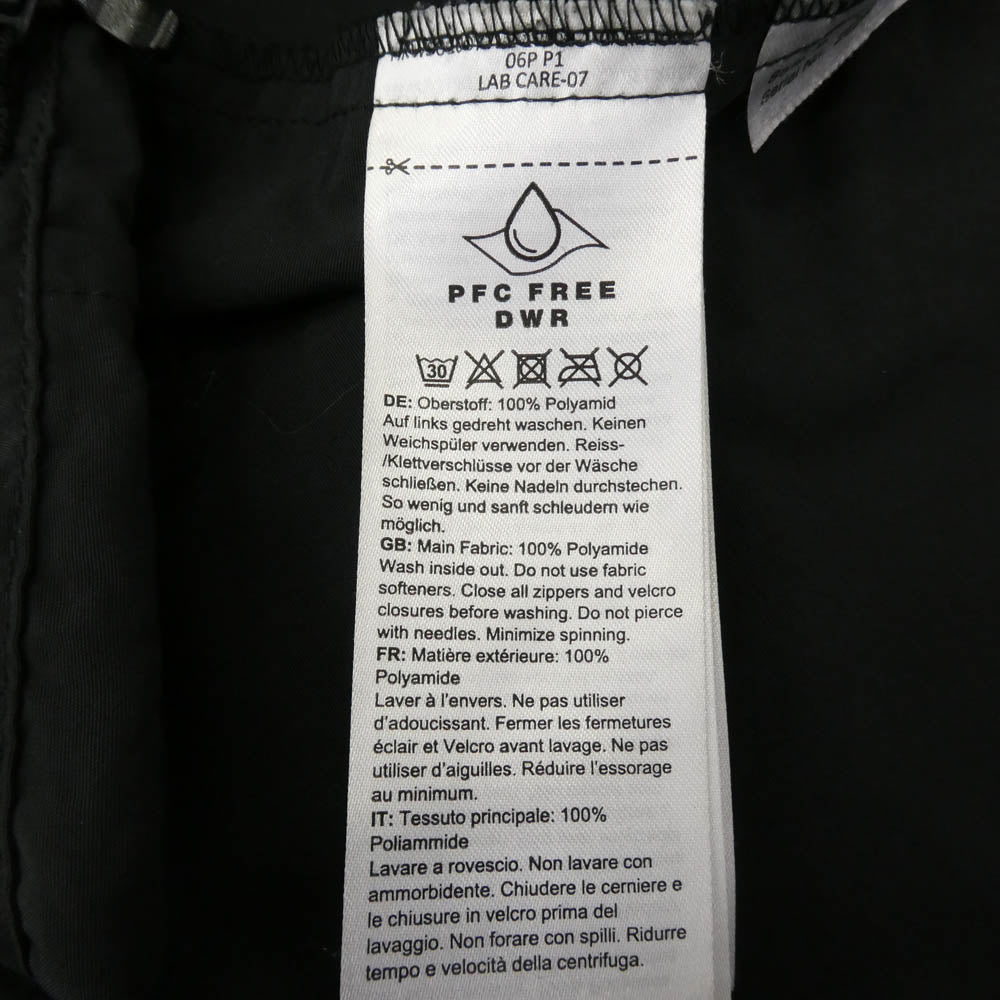 06P P1
LAB CARE-07
PFC FREE
DWR
30
DE: Oberstoff: 100% Polyamid
Auf links gedreht waschen. Keinen
Weichspüler verwenden. Reiss-
/Klettverschlüsse vor der Wäsche
schließen. Keine Nadeln durchstechen.
So wenig und sanft schleudern wie
möglich.
GB: Main Fabric: 100% Polyamide
Wash inside out. Do not use fabric
softeners. Close all zippers and velcro
closures before washing. Do not pierce
with needles. Minimize spinning.
FR: Matière extérieure: 100%
Polyamide
Laver à l'envers. Ne pas utiliser
d'adoucissant. Fermer les fermetures
éclair et Velcro avant lavage. Ne pas
utiliser d'aiguilles. Réduire l'essorage
au minimum.
IT: Tessuto principale: 100%
Poliammide
Lavare a rovescio. Non lavare con
ammorbidente. Chiudere le cerniere e
le chiusure in velcro prima del
lavaggio. Non forare con spilli. Ridurre
tempo e velocità della centrifuga.